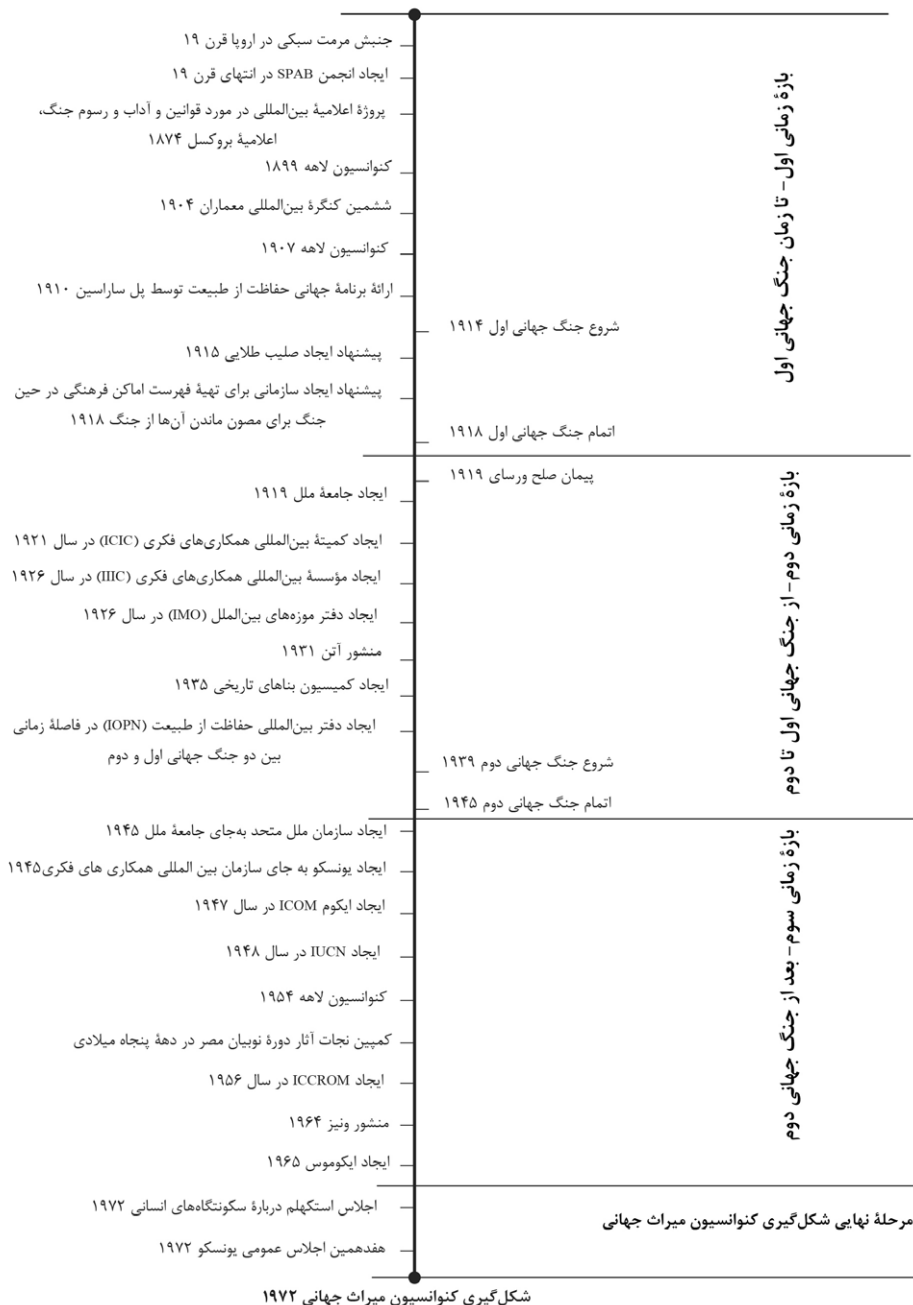 بازهٔ زمانی اول- تا زمان جنگ جهانی اول
جنبش مرمت سبکی در اروپا قرن ۱۹
ایجاد انجمن SPAB در انتهای قرن ۱۹
پروژهٔ اعلامیهٔ بین‌المللی در مورد قوانین و آداب و رسوم جنگ،
اعلامیهٔ بروکسل ۱۸۷۴
کنوانسیون لاهه ۱۸۹۹
ششمین کنگرهٔ بین‌المللی معماران ۱۹۰۴
کنوانسیون لاهه ۱۹۰۷
ارائهٔ برنامهٔ جهانی حفاظت از طبیعت توسط پل ساراسین ۱۹۱۰
شروع جنگ جهانی اول ۱۹۱۴
پیشنهاد ایجاد صلیب طلایی ۱۹۱۵
پیشنهاد ایجاد سازمانی برای تهیهٔ فهرست اماکن فرهنگی در حین
جنگ برای مصون ماندن آن‌ها از جنگ ۱۹۱۸
اتمام جنگ جهانی اول ۱۹۱۸
بازهٔ زمانی دوم- از جنگ جهانی اول تا دوم
پیمان صلح ورسای ۱۹۱۹
ایجاد جامعهٔ ملل ۱۹۱۹
ایجاد کمیتهٔ بین‌المللی همکاری‌های فکری (ICIC) در سال ۱۹۲۱
ایجاد مؤسسهٔ بین‌المللی همکاری‌های فکری (IIIC) در سال ۱۹۲۶
ایجاد دفتر موزه‌های بین‌الملل (IMO) در سال ۱۹۲۶
منشور آتن ۱۹۳۱
ایجاد کمیسیون بناهای تاریخی ۱۹۳۵
ایجاد دفتر بین‌المللی حفاظت از طبیعت (IOPN) در فاصلهٔ زمانی
بین دو جنگ جهانی اول و دوم
شروع جنگ جهانی دوم ۱۹۳۹
اتمام جنگ جهانی دوم ۱۹۴۵
بازهٔ زمانی سوم- بعد از جنگ جهانی دوم
ایجاد سازمان ملل متحد به‌جای جامعهٔ ملل ۱۹۴۵
ایجاد یونسکو به جای سازمان بین المللی همکاری های فکری۱۹۴۵
ایجاد ایکوم ICOM در سال ۱۹۴۷
ایجاد IUCN در سال ۱۹۴۸
کنوانسیون لاهه ۱۹۵۴
کمپین نجات آثار دورهٔ نوبیان مصر در دههٔ پنجاه میلادی
ایجاد ICCROM در سال ۱۹۵۶
منشور ونیز ۱۹۶۴
ایجاد ایکوموس ۱۹۶۵
مرحلهٔ نهایی شکل‌گیری کنوانسیون میراث جهانی
اجلاس استکهلم دربارهٔ سکونتگاه‌های انسانی ۱۹۷۲
هفدهمین اجلاس عمومی یونسکو ۱۹۷۲
شکل‌گیری کنوانسیون میراث جهانی ۱۹۷۲